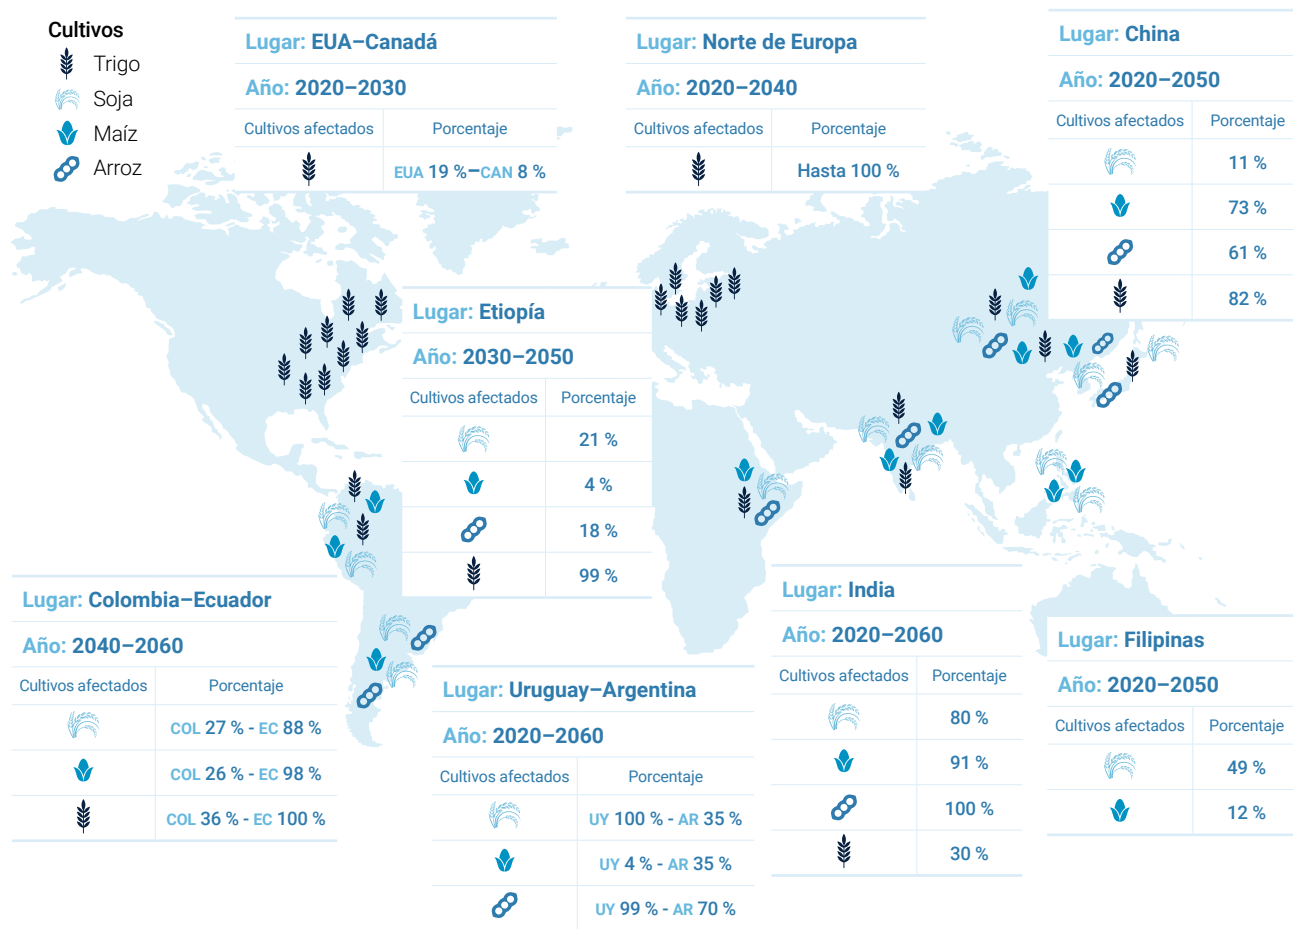 Cultivos
Trigo
Soja
Maíz
Arroz
Lugar: EUA–Canadá
Año: 2020–2030
Cultivos afectados Porcentaje
EUA 19 %–CAN 8 %
Lugar: Norte de Europa
Año: 2020–2040
Cultivos afectados Porcentaje
Hasta 100 %
Lugar: China
Año: 2020–2050
Cultivos afectados Porcentaje
11 %
73 %
61 %
82 %
Lugar: Etiopía
Año: 2030–2050
Cultivos afectados Porcentaje
21 %
4 %
18 %
99 %
Lugar: Colombia–Ecuador
Año: 2040–2060
Cultivos afectados Porcentaje
COL 27 % - EC 88 %
COL 26 % - EC 98 %
COL 36 % - EC 100 %
Lugar: Uruguay–Argentina
Año: 2020–2060
Cultivos afectados Porcentaje
UY 100 % - AR 35 %
UY 4 % - AR 35 %
UY 99 % - AR 70 %
Lugar: India
Año: 2020–2060
Cultivos afectados Porcentaje
80 %
91 %
100 %
30 %
Lugar: Filipinas
Año: 2020–2050
Cultivos afectados Porcentaje
49 %
12 %